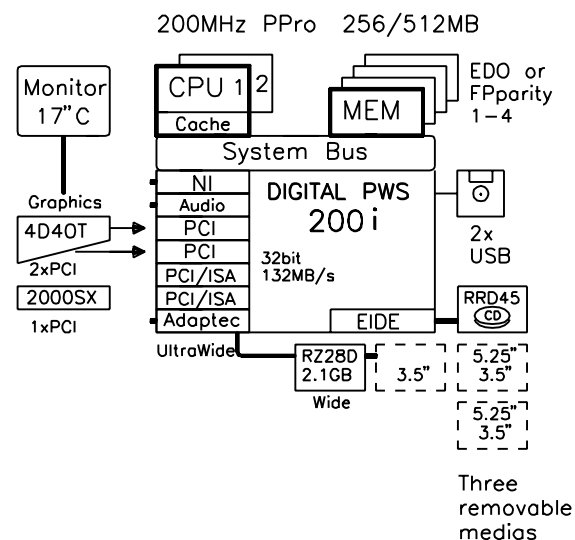 200MHz PPro 256/512MB
Monitor
17"C
CPU 1 2
Cache
MEM
EDO or
FPparity
1-4
System Bus
NI
Audio
PCI
PCI
PCI/ISA
PCI/ISA
Adaptec
DIGITAL PWS
200i
32bit
132MB/s
EIDE
2x
USB
Graphics
4D40T
2xPCI
2000SX
1xPCI
RRD45
CD
UltraWide
RZ28D
2.1GB
Wide
3.5"
5.25"
3.5"
5.25"
3.5"
Three
removable
medias